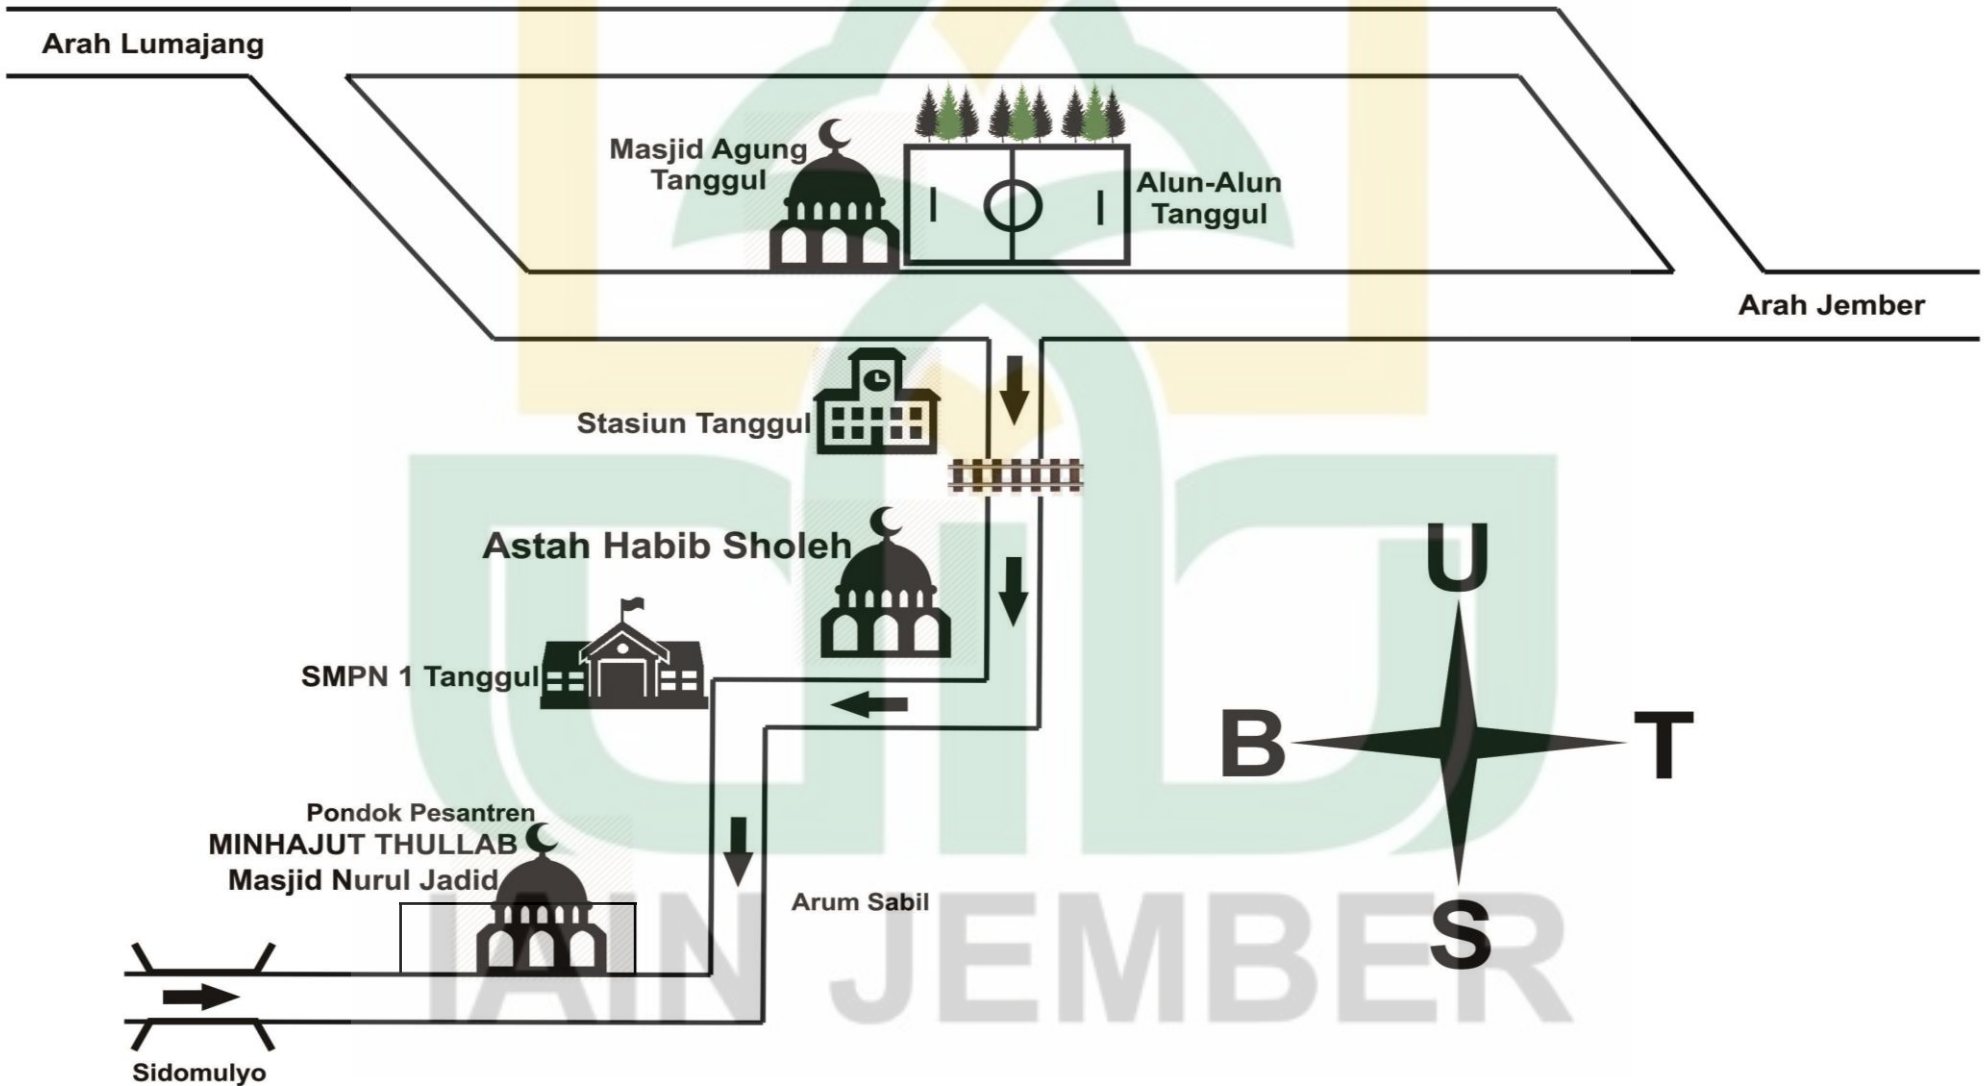 Arah Lumajang
Masjid Agung
Tanggul
Alun-Alun
Tanggul
Arah Jember
Stasiun Tanggul
Astah Habib Sholeh
SMPN 1 Tanggul
U
B
T
S
Pondok Pesantren
MINHAJUT THULLAB
Masjid Nurul Jadid
Arum Sabil
IAIN JEMBER
Sidomulyo